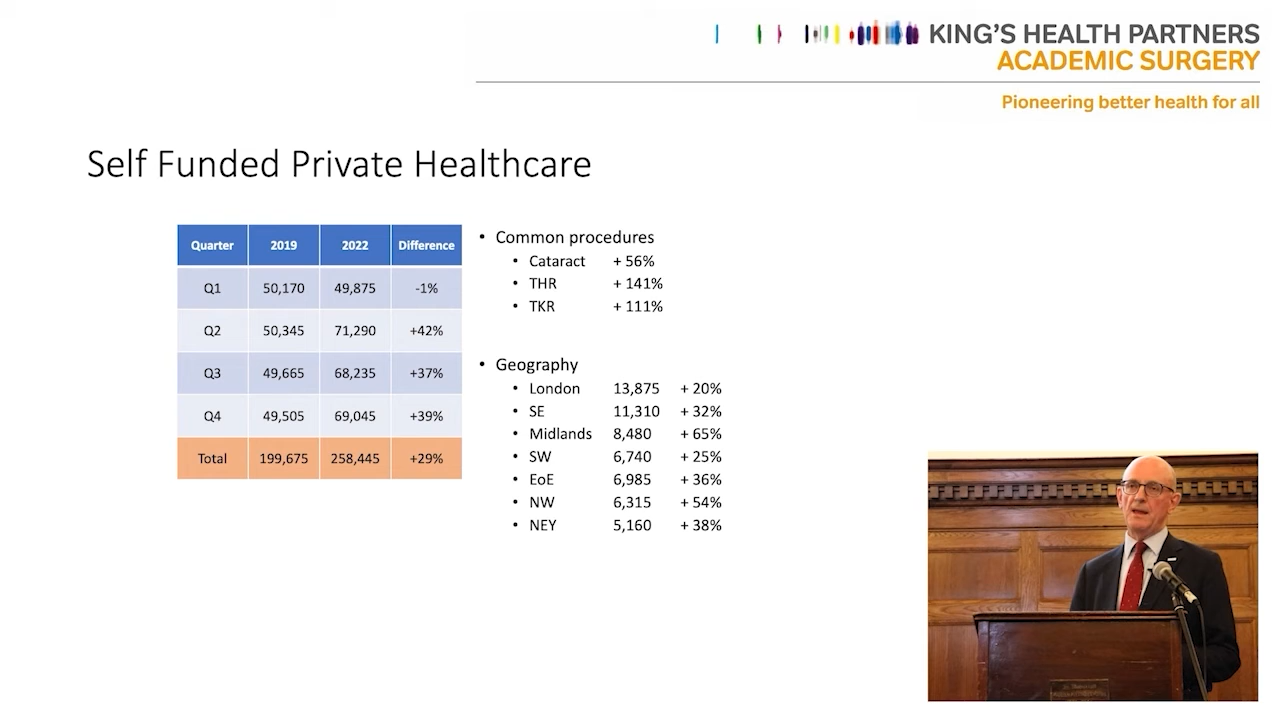 KING'S HEALTH PARTNERS
ACADEMIC SURGERY
Pioneering better health for all
Self Funded Private Healthcare
Quarter 2019 2022 Difference
Q1 50,170 49,875 -1%
Q2 50,345 71,290 +42%
Q3 49,665 68,235 +37%
Q4 49,505 69,045 +39%
Total 199,675 258,445 +29%
• Common procedures
• Cataract + 56%
• THR + 141%
• TKR + 111%
• Geography
• London 13,875 + 20%
• SE 11,310 + 32%
• Midlands 8,480 + 65%
• SW 6,740 + 25%
• EoE 6,985 + 36%
• NW 6,315 + 54%
• NEY 5,160 + 38%